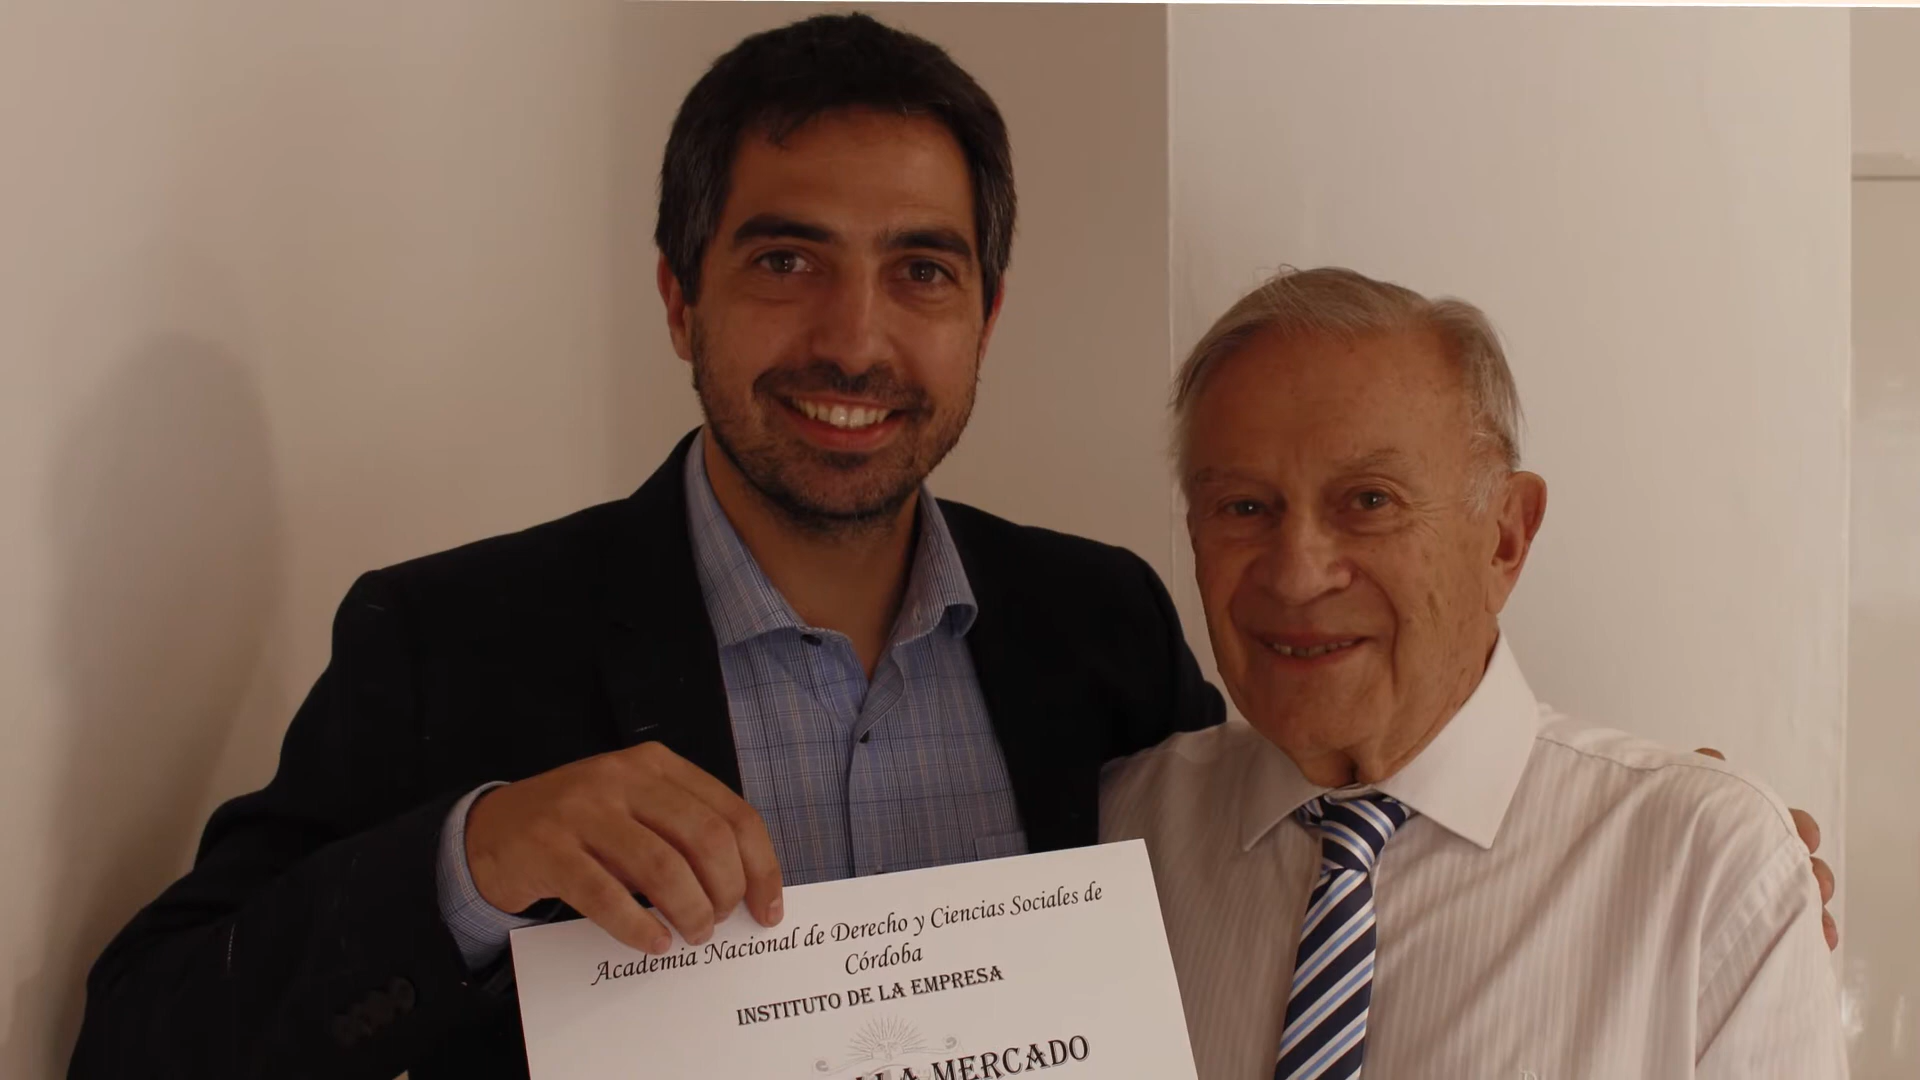 Academia Nacional de Derecho y Ciencias Sociales de
Córdoba
INSTITUTO DE LA EMPRESA
MERCADO